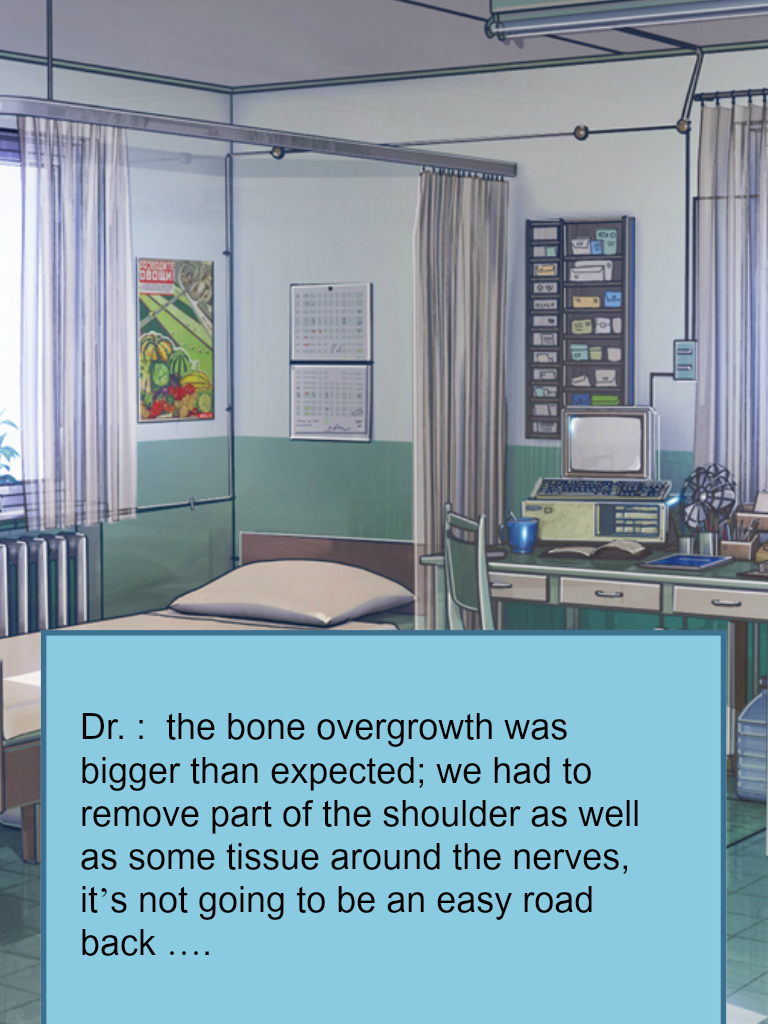 ОВОЩИ!
Dr. :  the bone overgrowth was
bigger than expected; we had to
remove part of the shoulder as well
as some tissue around the nerves,
it’s not going to be an easy road
back ….